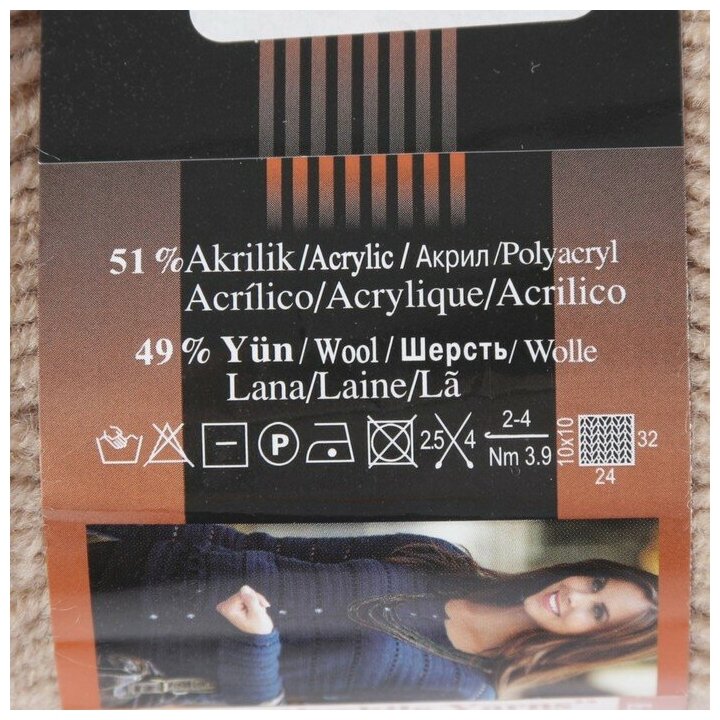 51 % Akrilik/Acrylic/Акрил/Polyacryl
Acrílico/Acrylique/Acrilico
49 % Yün/Wool/Шерсть/Wolle
Lana/Laine/Lã
P 2.5 4 2-4 10x10 32
Nm 3.9
24